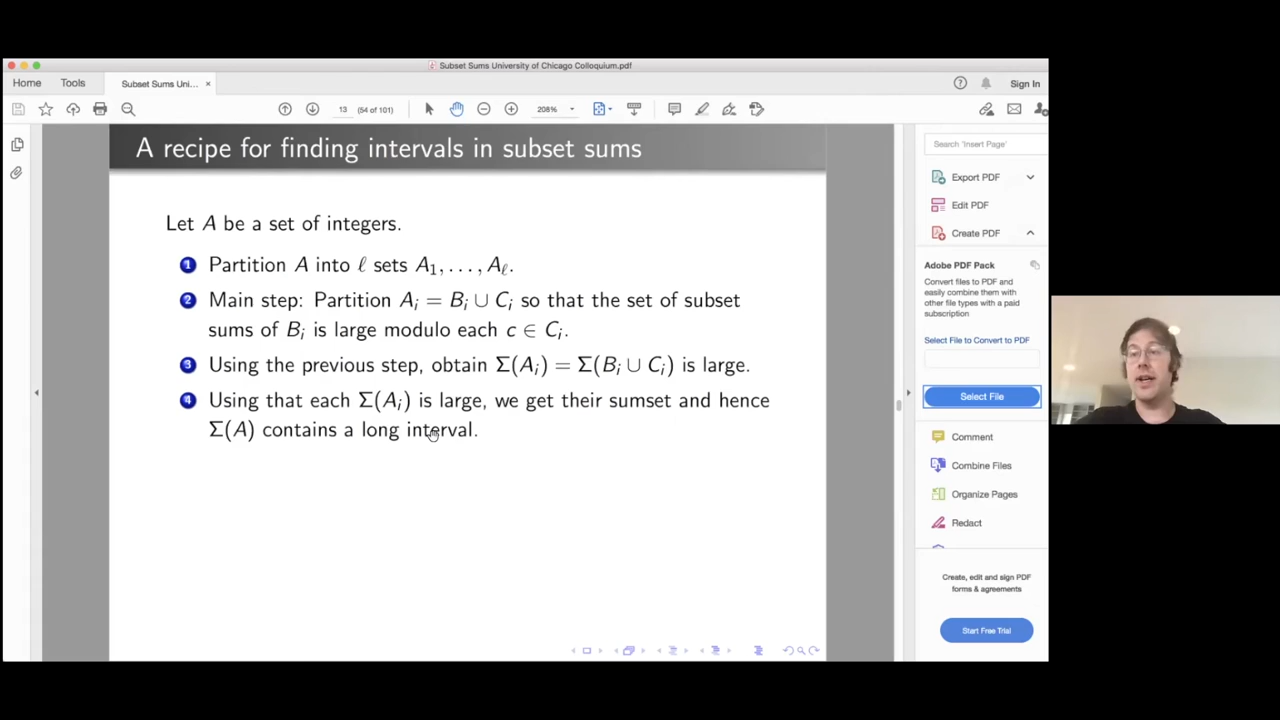 Subset Sums University of Chicago Colloquium.pdf
Home Tools Subset Sums Uni... × Sign In
13 (54 of 101) 208%
A recipe for finding intervals in subset sums
Let A be a set of integers.
1 Partition A into ℓ sets A₁, . . . , Aℓ.
2 Main step: Partition Aᵢ = Bᵢ ∪ Cᵢ so that the set of subset
sums of Bᵢ is large modulo each c ∈ Cᵢ.
3 Using the previous step, obtain Σ(Aᵢ) = Σ(Bᵢ ∪ Cᵢ) is large.
4 Using that each Σ(Aᵢ) is large, we get their sumset and hence
Σ(A) contains a long interval.
Search 'Insert Page'
Export PDF
Edit PDF
Create PDF
Adobe PDF Pack
Convert files to PDF and
easily combine them with
other file types with a paid
subscription
Select File to Convert to PDF
Select File
Comment
Combine Files
Organize Pages
Redact
Create, edit and sign PDF
forms & agreements
Start Free Trial